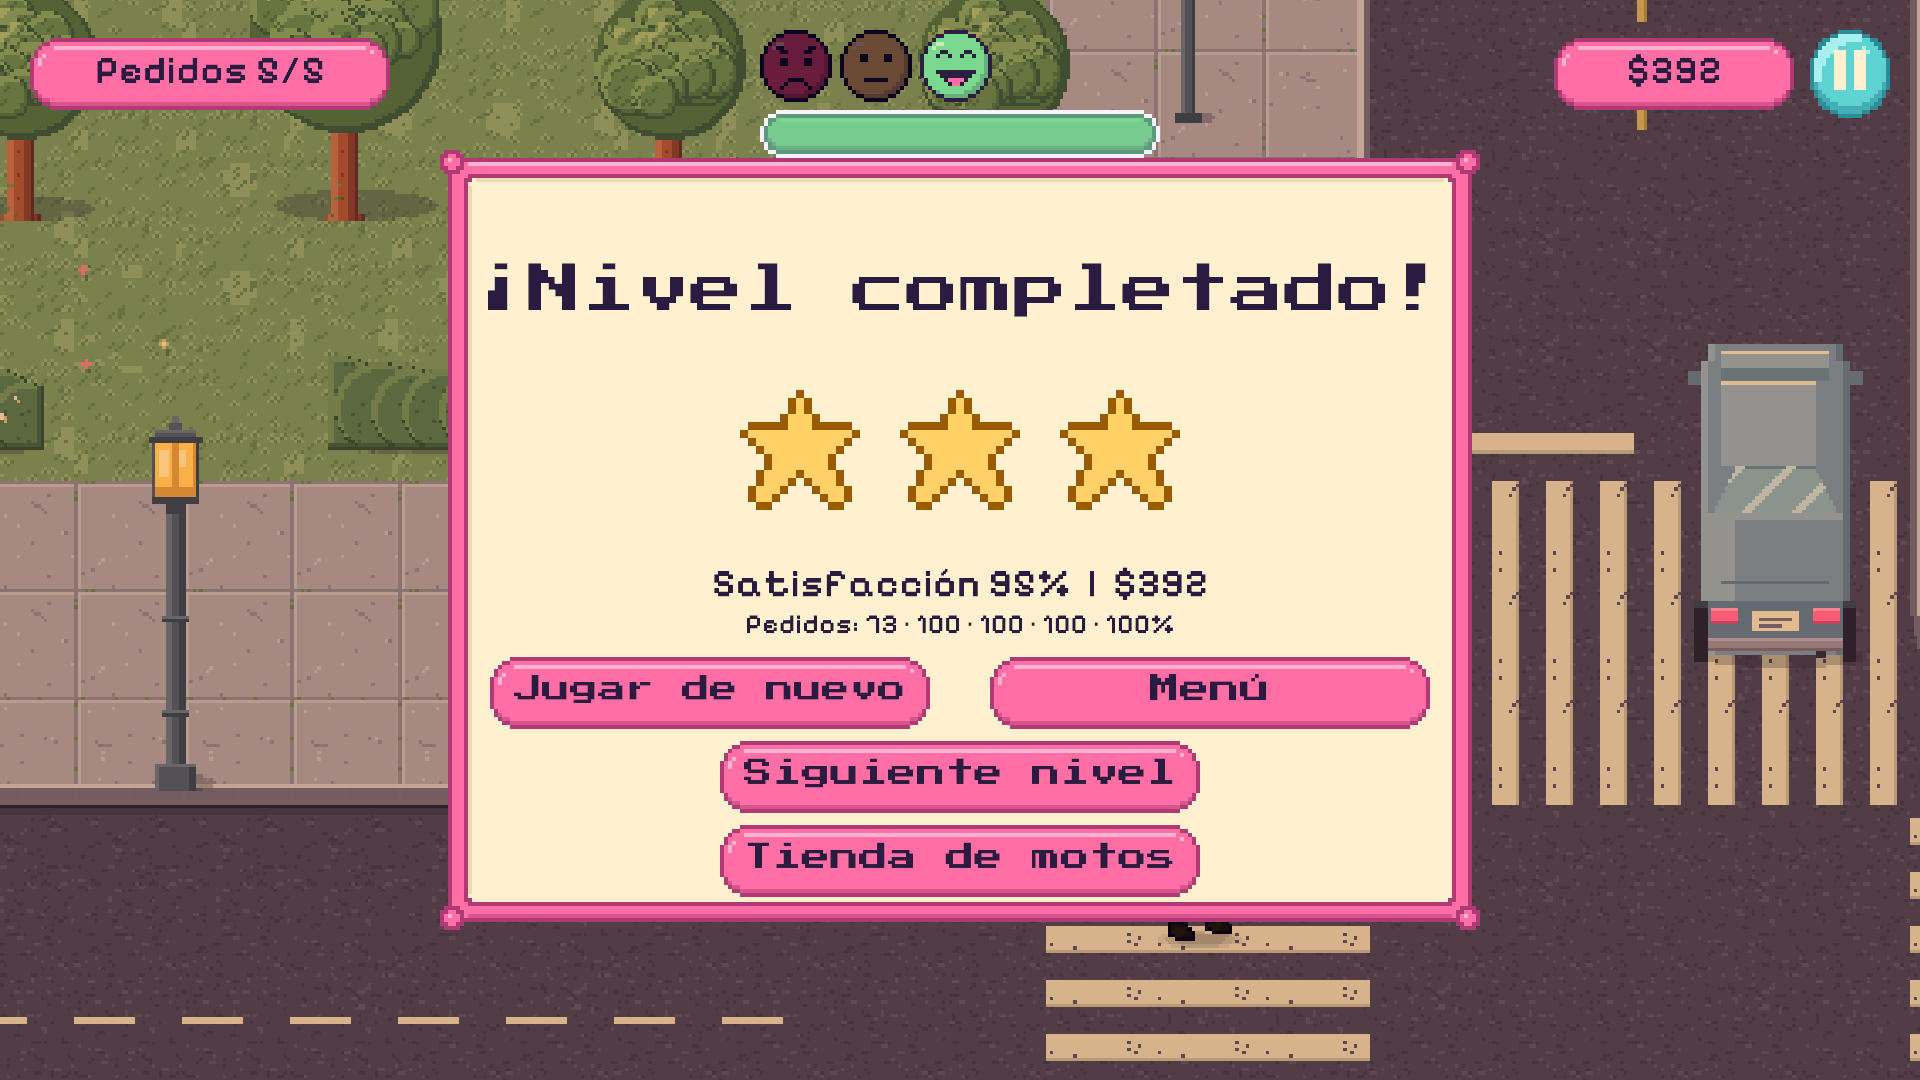 Pedidos 5/5
$392
¡Nivel completado!
Satisfacción 95% | $392
Pedidos: 73 · 100 · 100 · 100 · 100%
Jugar de nuevo
Menú
Siguiente nivel
Tienda de motos